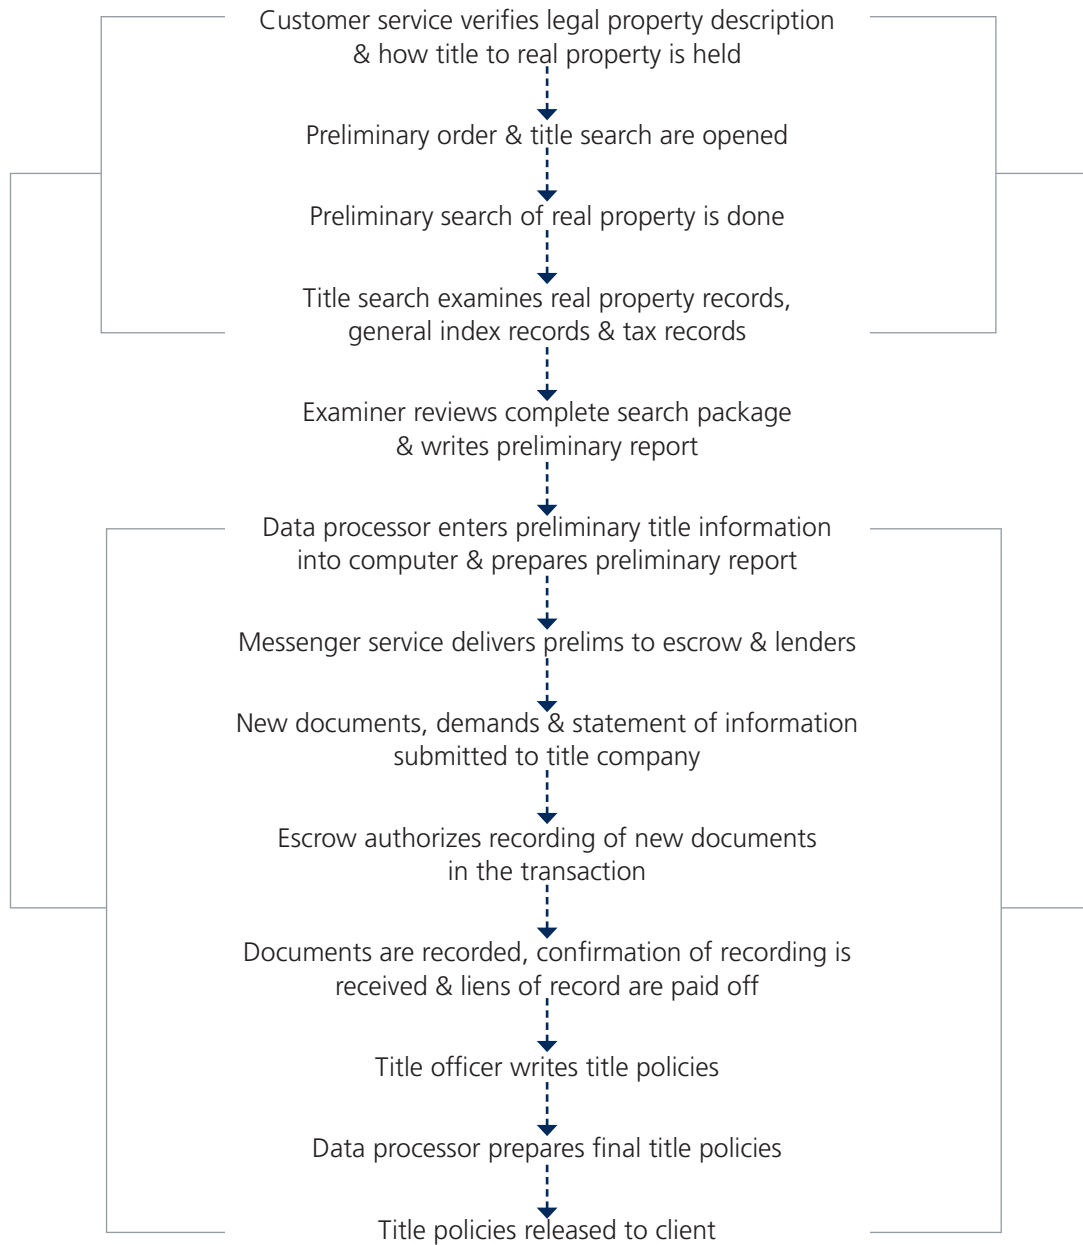 Customer service verifies legal property description
& how title to real property is held
Preliminary order & title search are opened
Preliminary search of real property is done
Title search examines real property records,
general index records & tax records
Examiner reviews complete search package
& writes preliminary report
Data processor enters preliminary title information
into computer & prepares preliminary report
Messenger service delivers prelims to escrow & lenders
New documents, demands & statement of information
submitted to title company
Escrow authorizes recording of new documents
in the transaction
Documents are recorded, confirmation of recording is
received & liens of record are paid off
Title officer writes title policies
Data processor prepares final title policies
Title policies released to client